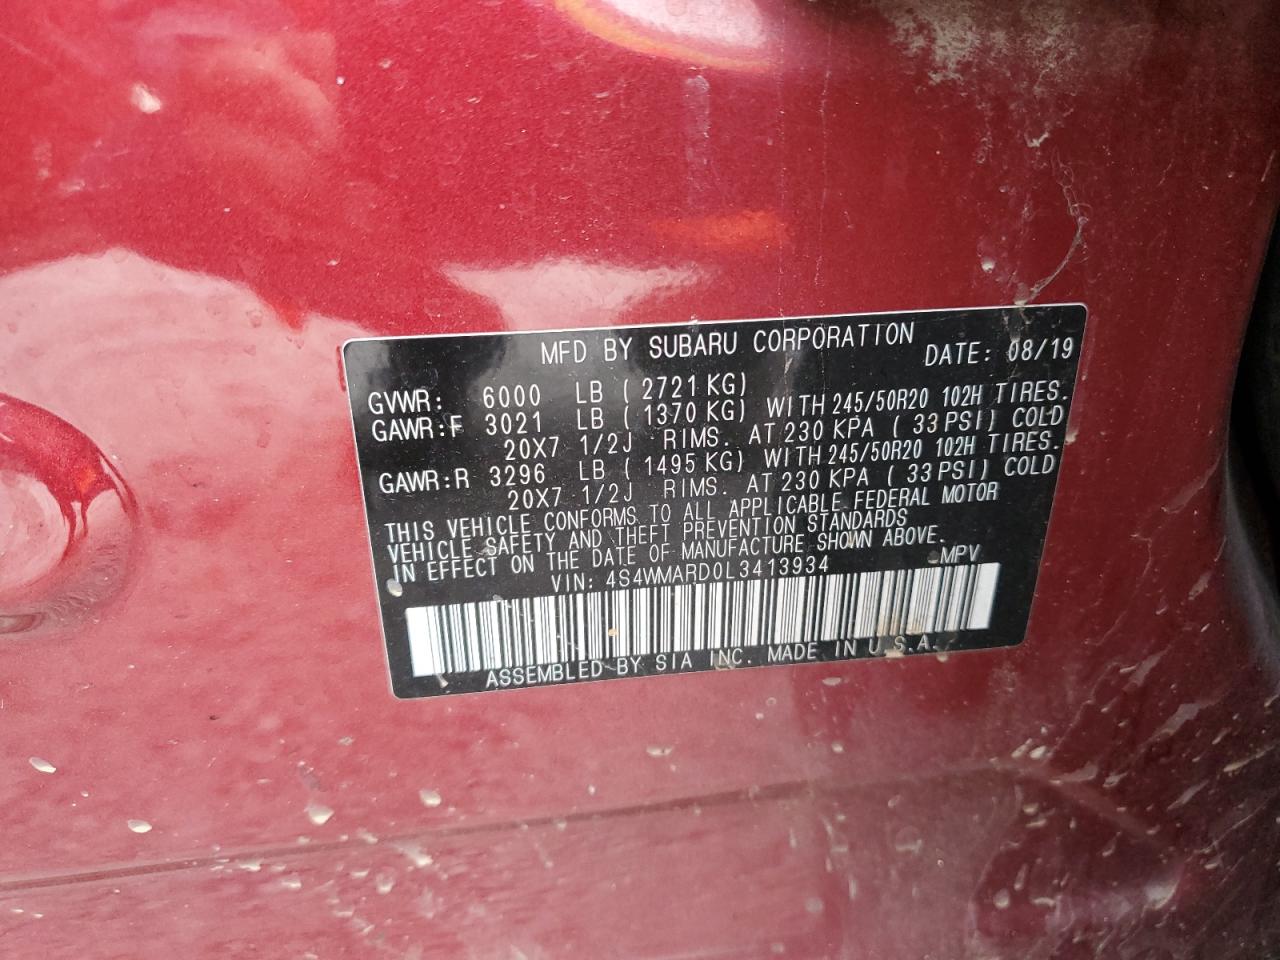 MFD BY SUBARU CORPORATION DATE: 08/19
GVWR: 6000 LB ( 2721 KG)
GAWR:F 3021 LB ( 1370 KG) WITH 245/50R20 102H TIRES.
20X7 1/2J RIMS. AT 230 KPA ( 33 PSI) COLD
GAWR:R 3296 LB ( 1495 KG) WITH 245/50R20 102H TIRES.
20X7 1/2J RIMS. AT 230 KPA ( 33 PSI) COLD
THIS VEHICLE CONFORMS TO ALL APPLICABLE FEDERAL MOTOR
VEHICLE SAFETY AND THEFT PREVENTION STANDARDS
IN EFFECT ON THE DATE OF MANUFACTURE SHOWN ABOVE.
VIN: 4S4WMARD0L3413934 MPV
ASSEMBLED BY SIA INC. MADE IN U.S.A.